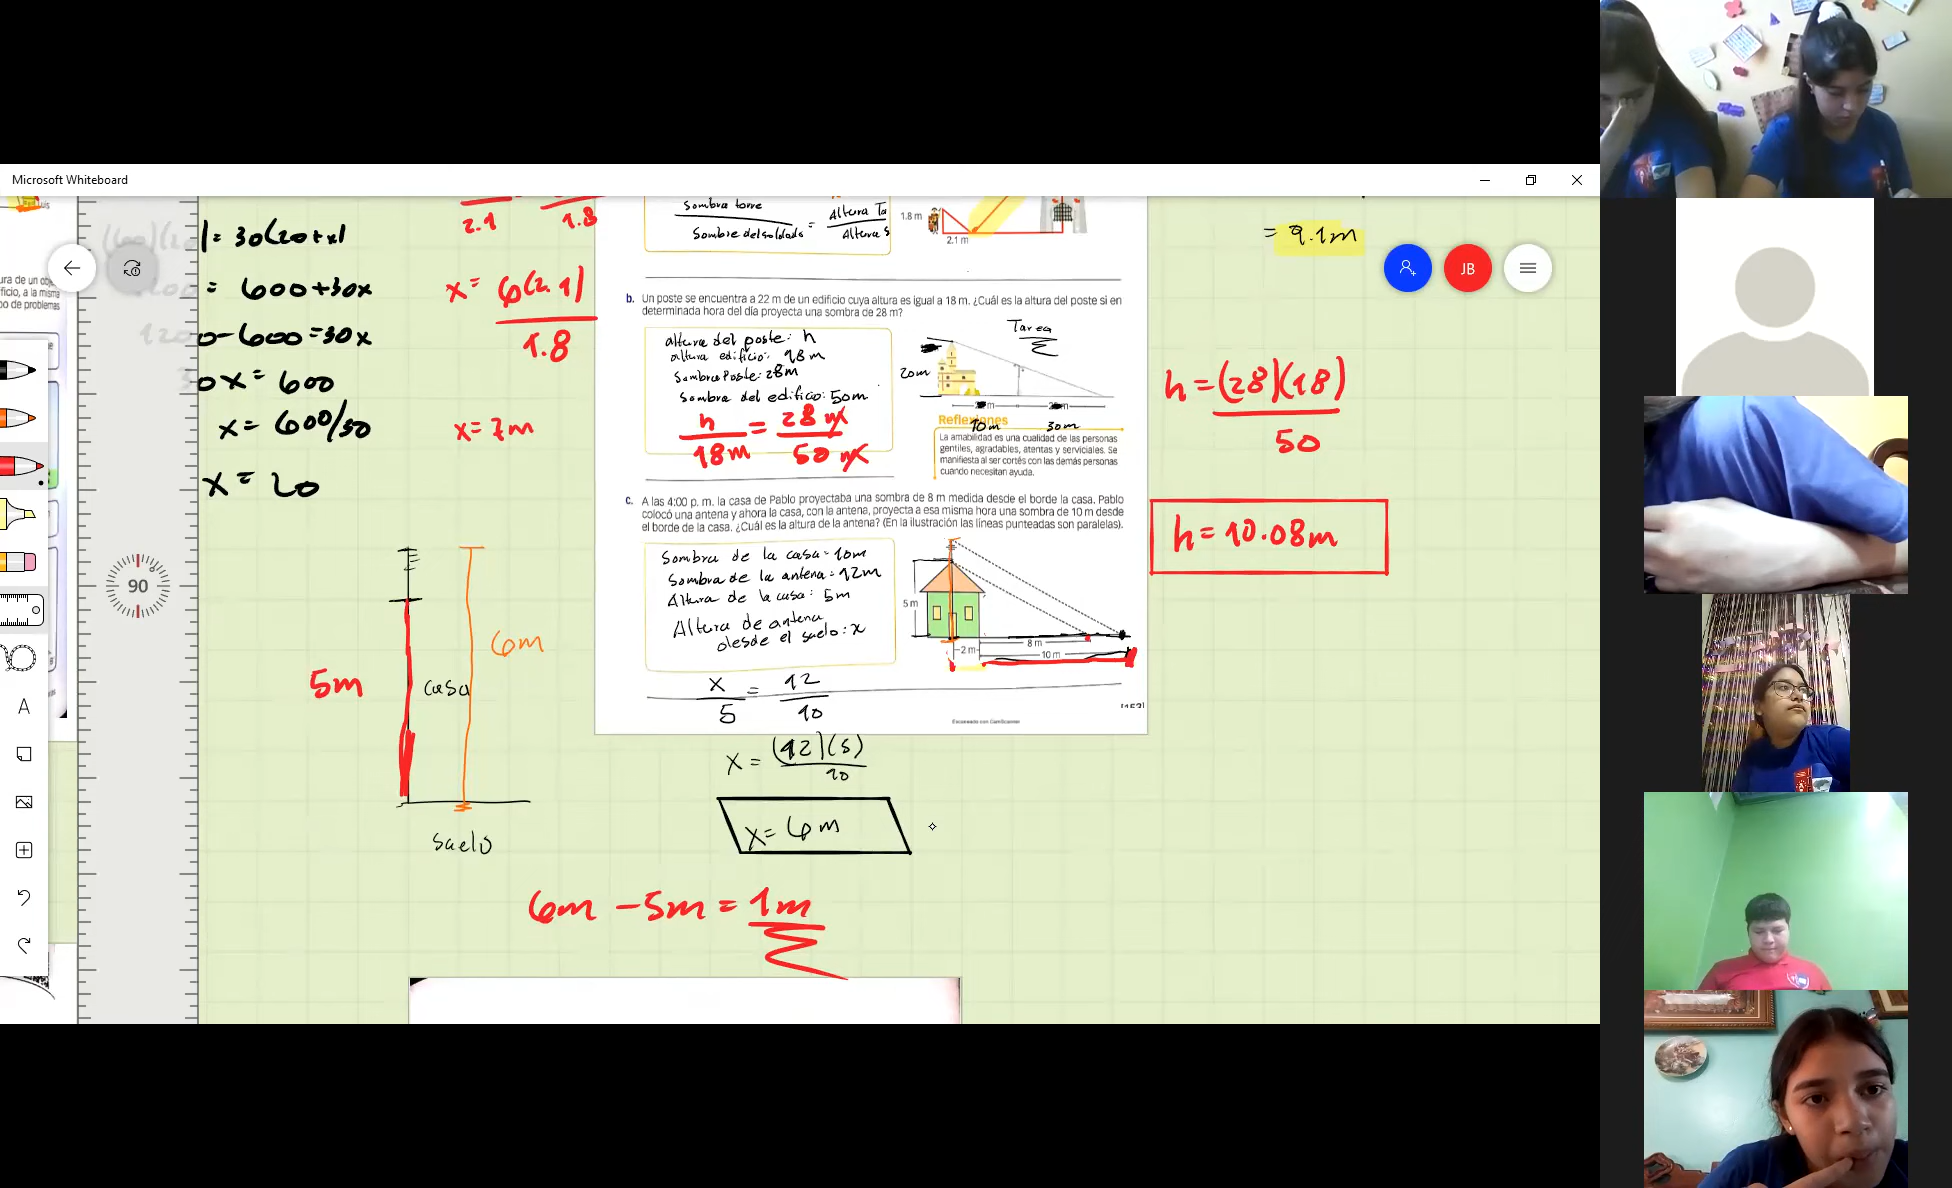 Microsoft Whiteboard
= 30(20+x)
= 600+30x
0-600=30x
0x = 600
x = 600/30
x = 20
2.1
1.8
x = 6(2.1)
1.8
x = 7m
Sombra torre
Sombra del soldado
=
Altura To
Altura s
1.8 m
2.1 m
= 9.1m
JB
b. Un poste se encuentra a 22 m de un edificio cuya altura es igual a 18 m. ¿Cuál es la altura del poste si en
determinada hora del día proyecta una sombra de 28 m?
altura del poste: h
altura edificio: 18m
Sombra Poste: 28m
Sombra del edificio: 50m
h = 28 m
18m 50 m
Tarea
20m
10m 30m
Reflexiones
La amabilidad es una cualidad de las personas
gentiles, agradables, atentas y serviciales. Se
manifiesta al ser cortés con las demás personas
cuando necesitan ayuda.
h = (28)(18)
50
h = 10.08m
c. A las 4:00 p. m. la casa de Pablo proyectaba una sombra de 8 m medida desde el borde la casa. Pablo
colocó una antena y ahora la casa, con la antena, proyecta a esa misma hora una sombra de 10 m desde
el borde de la casa. ¿Cuál es la altura de la antena? (En la ilustración las líneas punteadas son paralelas).
Sombra de la casa = 10m
Sombra de la antena = 12m
Altura de la casa: 5m
Altura de antena
desde el suelo: x
5 m
8 m
2 m
10 m
x = 12
5 10
Escaneado con CamScanner
x = (12)(5)
10
x = 6m
5m
casa
6m
suelo
6m - 5m = 1m
90
A